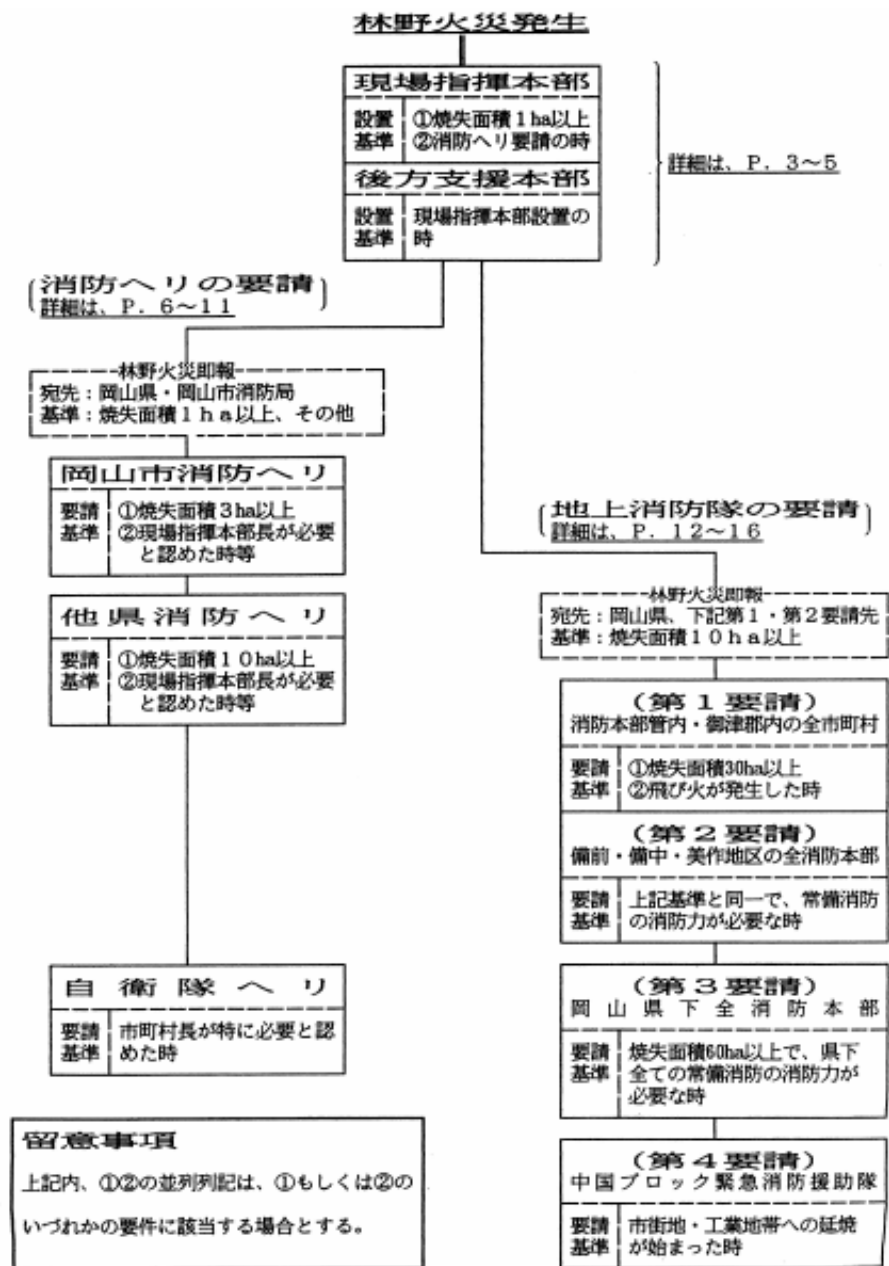 林野火災発生
現場指揮本部
設置基準
①焼失面積1ha以上
②消防ヘリ要請の時
後方支援本部
設置基準
現場指揮本部設置の
時
詳細は、P. 3～5
消防ヘリの要請
詳細は、P. 6～11
林野火災即報
宛先：岡山県・岡山市消防局
基準：焼失面積1ha以上、その他
岡山市消防ヘリ
要請基準
①焼失面積3ha以上
②現場指揮本部長が必要
と認めた時等
他県消防ヘリ
要請基準
①焼失面積10ha以上
②現場指揮本部長が必要
と認めた時等
自衛隊ヘリ
要請基準
市町村長が特に必要と認
めた時
地上消防隊の要請
詳細は、P. 12～16
林野火災即報
宛先：岡山県、下記第1・第2要請先
基準：焼失面積10ha以上
(第1要請)
消防本部管内・御津郡内の全市町村
要請基準
①焼失面積30ha以上
②飛び火が発生した時
(第2要請)
備前・備中・美作地区の全消防本部
要請基準
上記基準と同一で、常備消防
の消防力が必要な時
(第3要請)
岡山県下全消防本部
要請基準
焼失面積60ha以上で、県下
全ての常備消防の消防力が
必要な時
(第4要請)
中国ブロック緊急消防援助隊
要請基準
市街地・工業地帯への延焼
が始まった時
留意事項
上記内、①②の並列列記は、①もしくは②の
いづれかの要件に該当する場合とする。